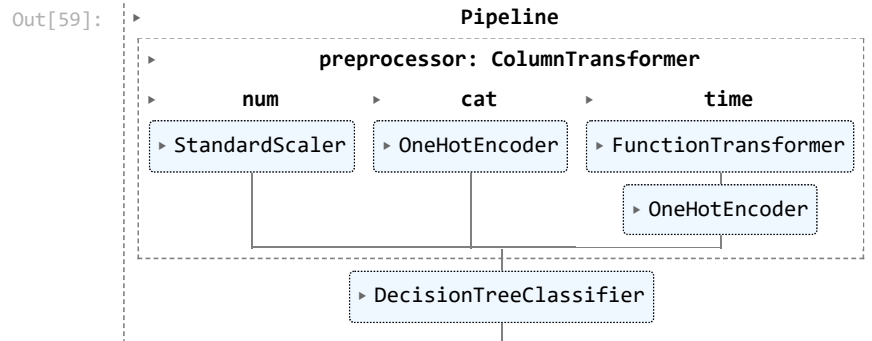 Out[59]: Pipeline
preprocessor: ColumnTransformer
num cat time
StandardScaler OneHotEncoder FunctionTransformer
OneHotEncoder
DecisionTreeClassifier